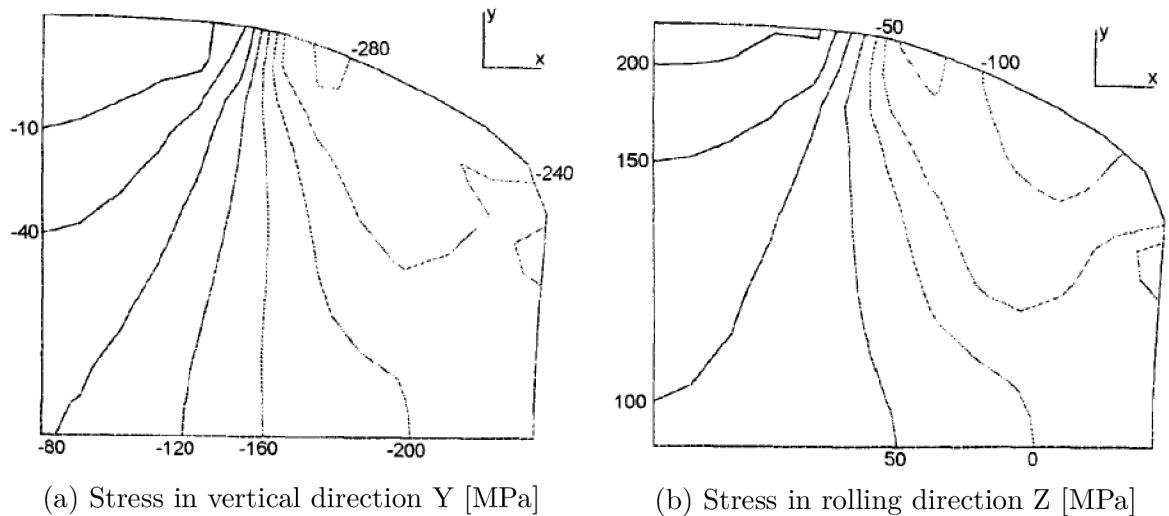 -280
y
x
-10
-240
-40
-80
-120
-160
-200
(a) Stress in vertical direction Y [MPa]
-50
y
200
-100
x
150
100
50
0
(b) Stress in rolling direction Z [MPa]